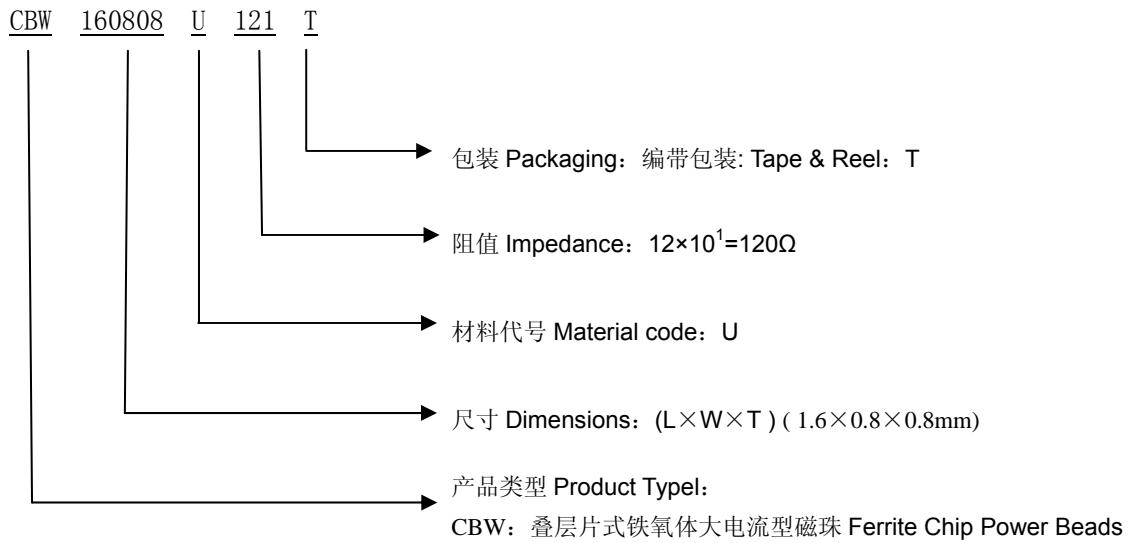 CBW 160808 U 121 T
包装 Packaging：编带包装: Tape & Reel：T
阻值 Impedance：12×10¹=120Ω
材料代号 Material code：U
尺寸 Dimensions：(L×W×T ) ( 1.6×0.8×0.8mm)
产品类型 Product Typel：
CBW：叠层片式铁氧体大电流型磁珠 Ferrite Chip Power Beads